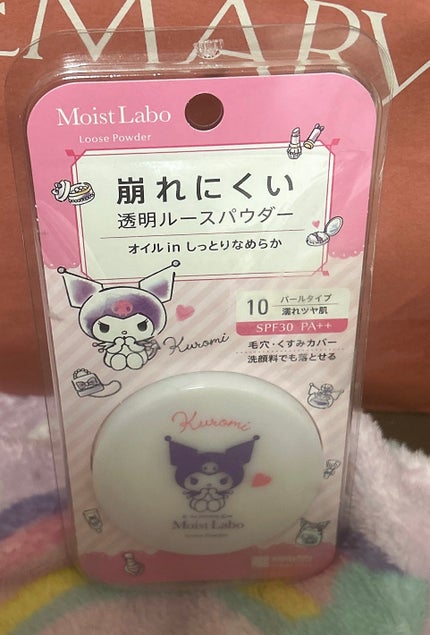 EMARY
Moist Labo
Loose Powder
崩れにくい
透明ルースパウダー
オイル in しっとりなめらか
10
パールタイプ
濡れツヤ肌
SPF30 PA++
毛穴・くすみカバー
洗顔料でも落とせる
Kuromi
Kuromi
Moist Labo
Loose Powder